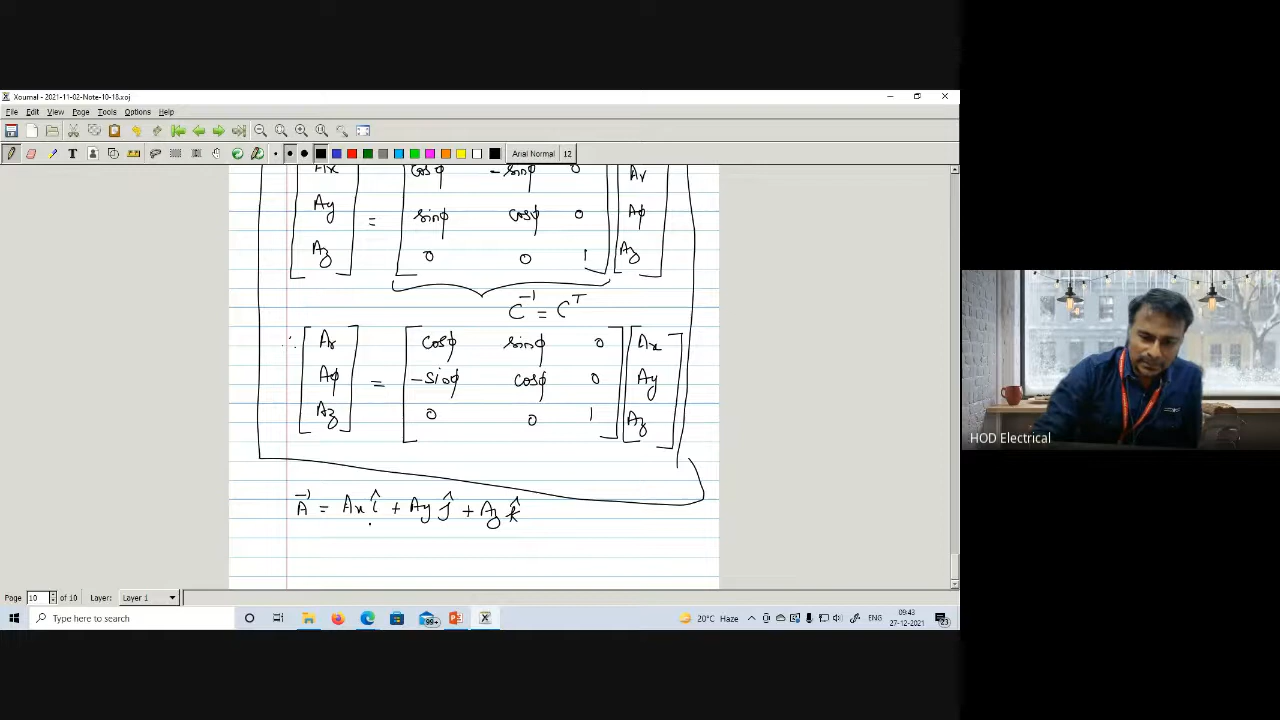 Xournal - 2021-11-02-Note-10-18.xoj
File Edit View Page Tools Options Help
Arial Normal 12
Ax cosφ -sinφ 0 Ar
Ay = sinφ cosφ 0 Aφ
Az 0 0 1 Az
C⁻¹ = Cᵀ
∴ Ar cosφ sinφ 0 Ax
Aφ = -sinφ cosφ 0 Ay
Az 0 0 1 Az
A⃗ = Ax î + Ay ĵ + Az k̂
HOD Electrical
Page 10 of 10 Layer: Layer 1
Type here to search
99+
20°C Haze
ENG
09:43
27-12-2021
23